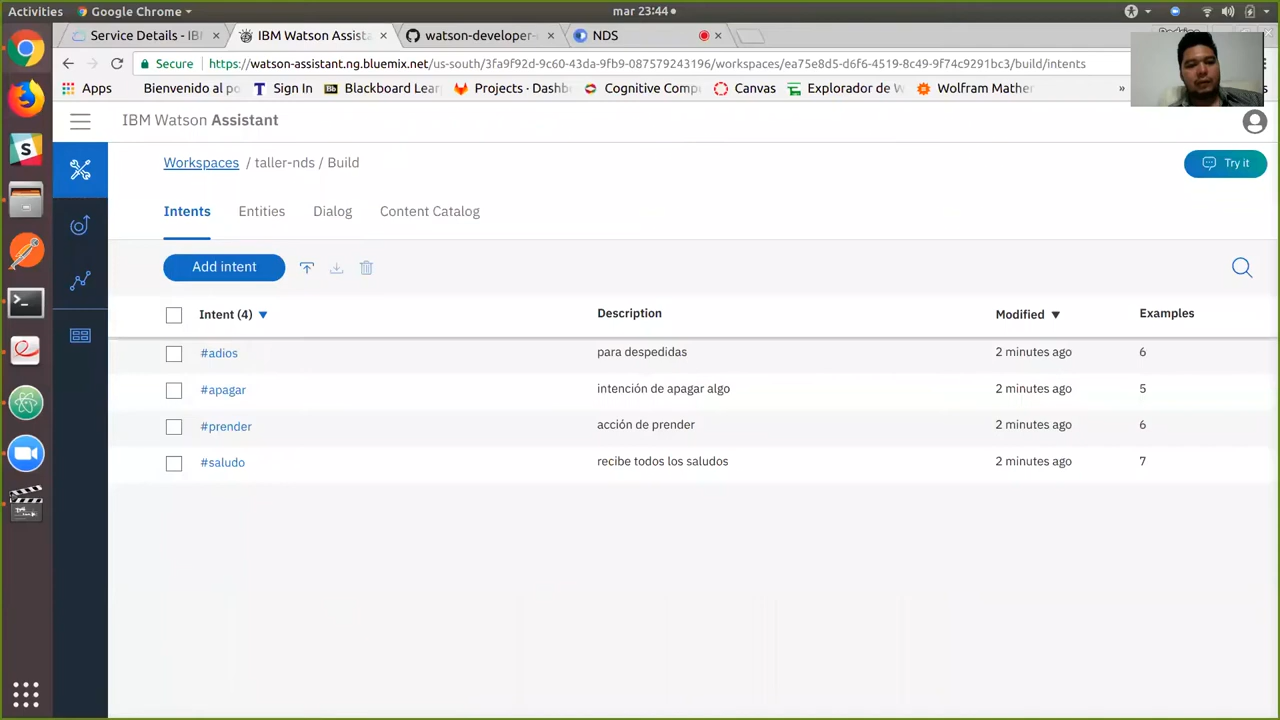 Activities Google Chrome mar 23:44
Service Details - IBM IBM Watson Assista watson-developer- NDS
Secure https://watson-assistant.ng.bluemix.net/us-south/3fa9f92d-9c60-43da-9fb9-087579243196/workspaces/ea75e8d5-d6f6-4519-8c49-9f74c9291bc3/build/intents
Apps Bienvenido al po Sign In Bb Blackboard Lear Projects · Dashb Cognitive Comp Canvas Explorador de W Wolfram Mather »
IBM Watson Assistant
Workspaces / taller-nds / Build
Try it
Intents Entities Dialog Content Catalog
Add intent
Intent (4) Description Modified Examples
#adios para despedidas 2 minutes ago 6
#apagar intención de apagar algo 2 minutes ago 5
#prender acción de prender 2 minutes ago 6
#saludo recibe todos los saludos 2 minutes ago 7